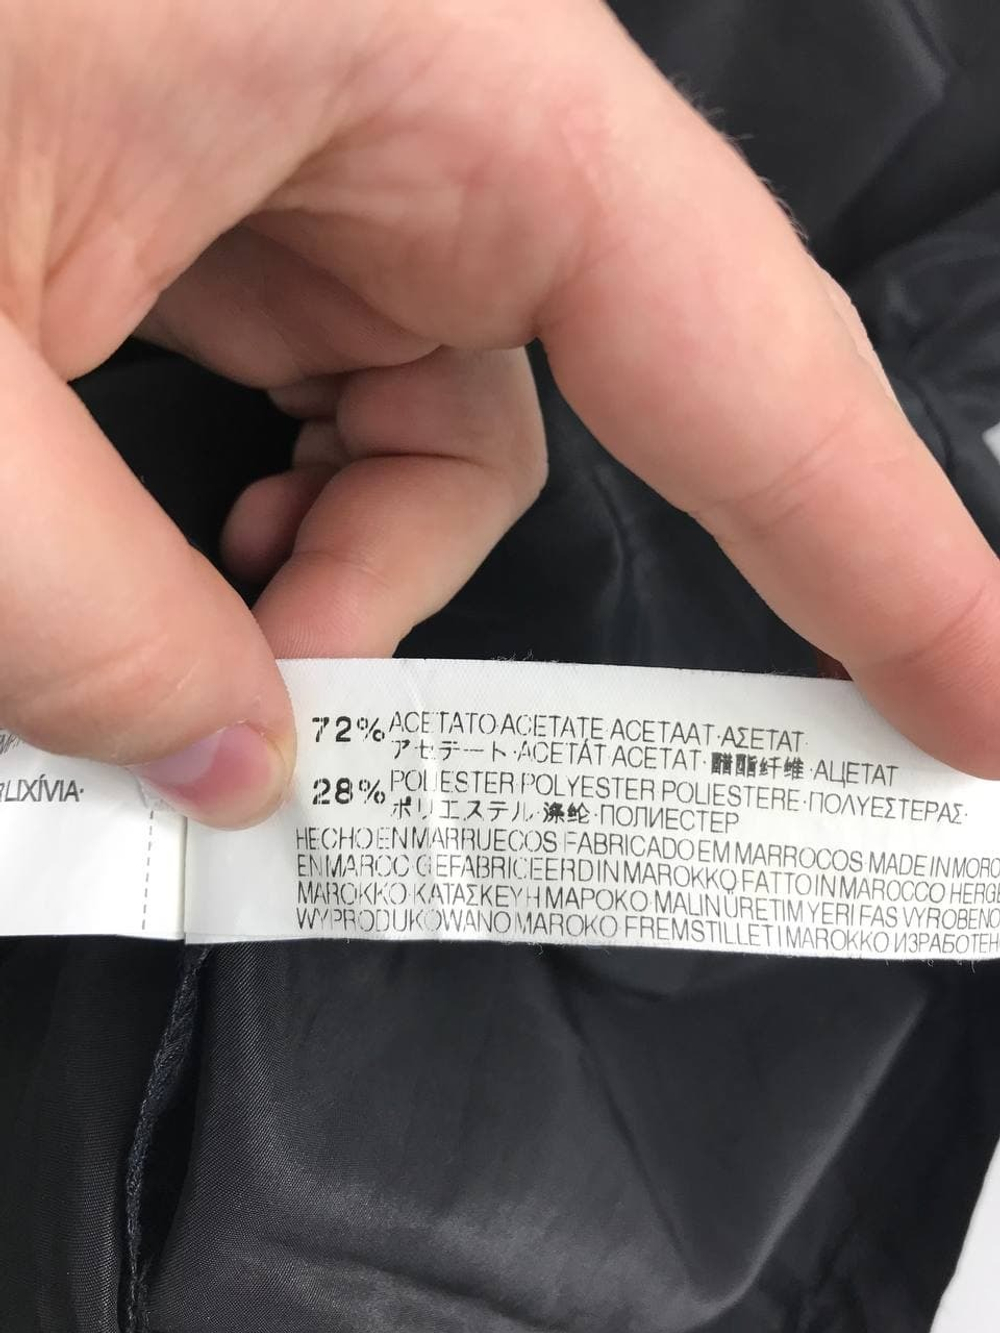 LIXÍVIA·
72% ACETATO·ACETATE·ACETAAT·ΑΣΕΤΑΤ·
アセテート·ACETÁT·ACETAT·醋酯纤维·АЦЕТАТ
28% POLIESTER·POLYESTER·POLIESTERE·ΠΟΛΥΕΣΤΕΡΑΣ·
ポリエステル·涤纶·ПОЛИЕСТЕР
HECHO EN MARRUECOS·FABRICADO EM MARROCOS·MADE IN
EN MAROC·GEFABRICEERD IN MAROKKO·FATTO IN MAROCCO
MAROKKO·ΚΑΤΑΣΚΕΥΗ ΜΑΡΟΚΟ·MALIN ÜRETIM YERI FAS·VYROBENO
WYPRODUKOWANO MAROKO·FREMSTILLET I MAROKKO·